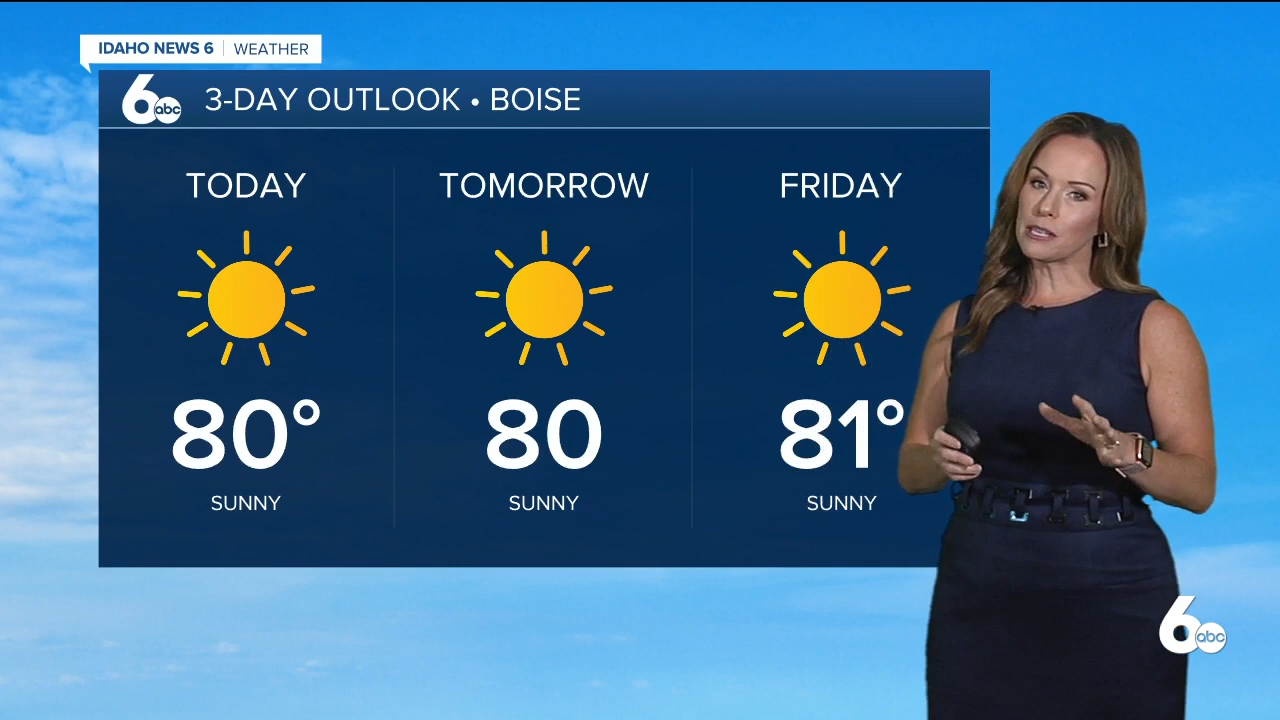 IDAHO NEWS 6 | WEATHER
6 abc 3-DAY OUTLOOK • BOISE
TODAY TOMORROW FRIDAY
80° 80 81°
SUNNY SUNNY SUNNY
6 abc